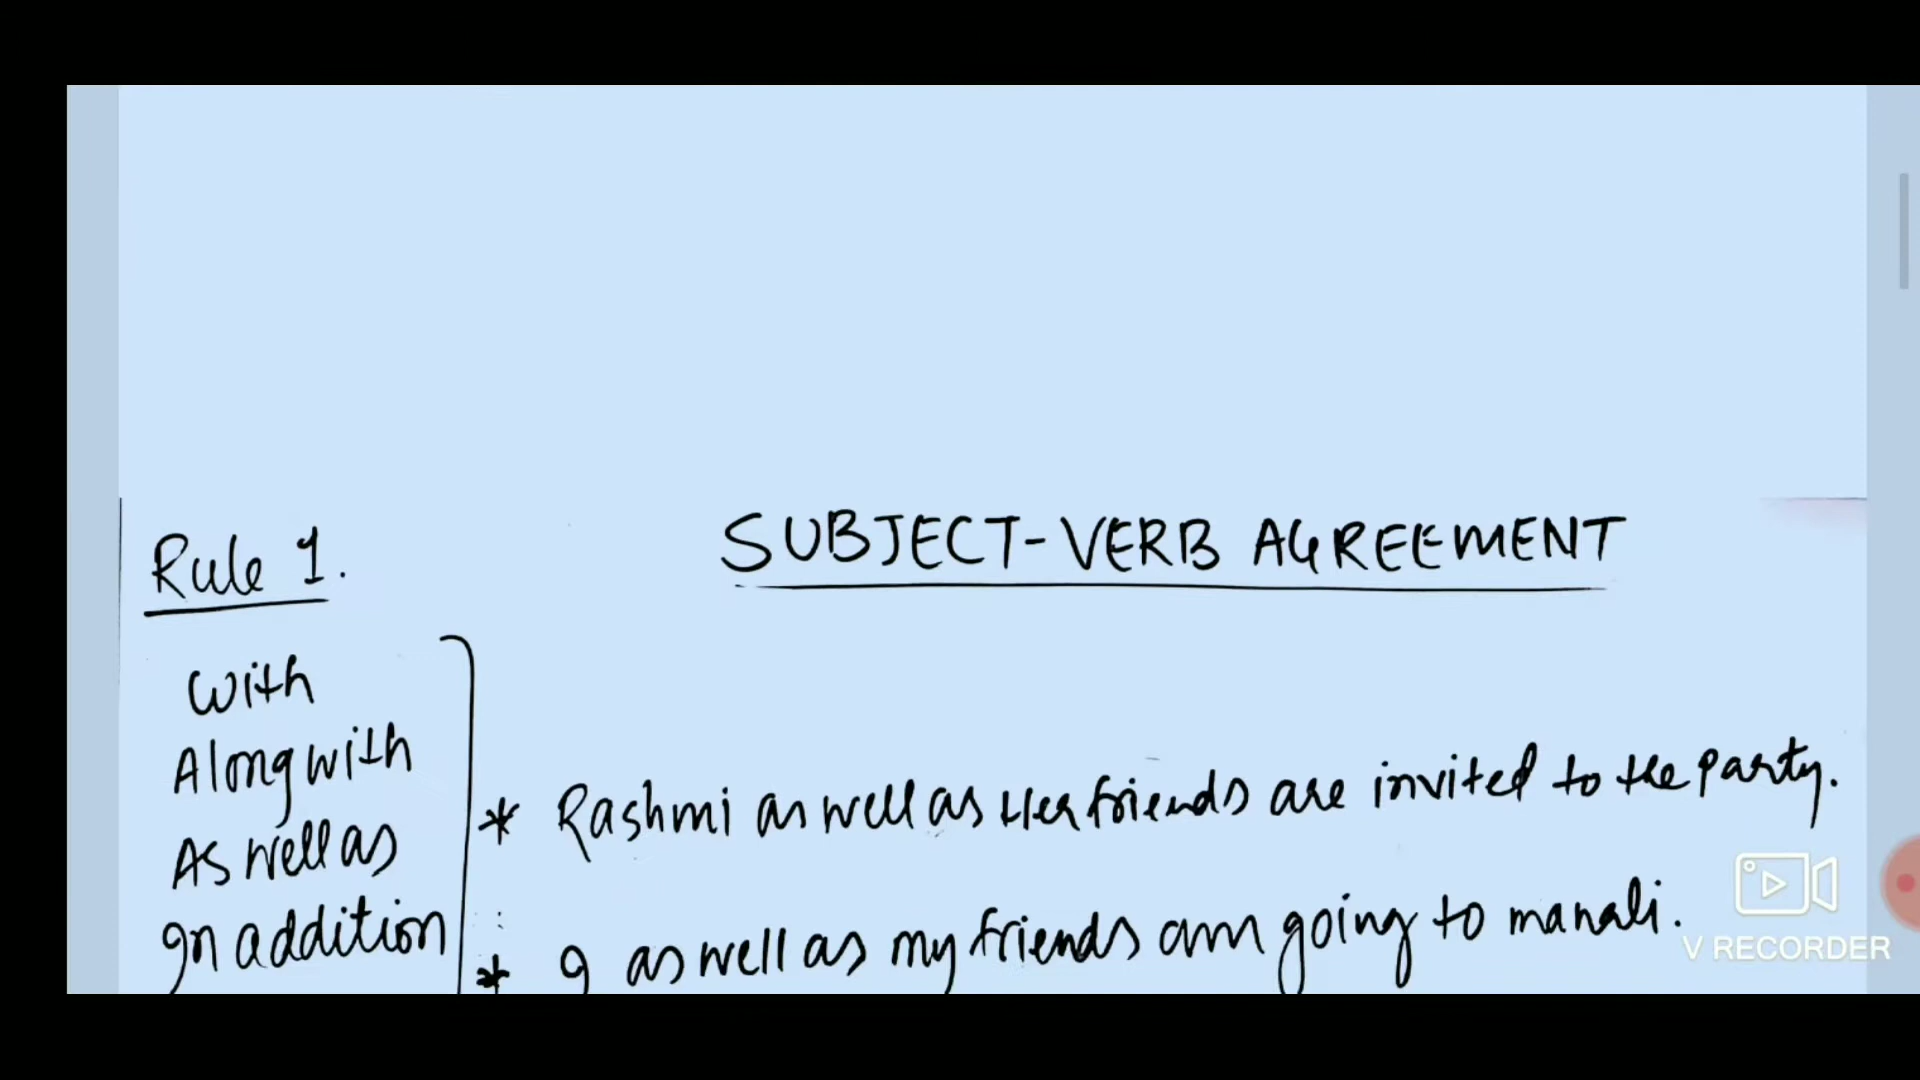 SUBJECT-VERB AGREEMENT
Rule 1.
With
Along with
As well as
In addition
* Rashmi as well as Her friends are invited to the party.
* I as well as my friends am going to manali.
V RECORDER